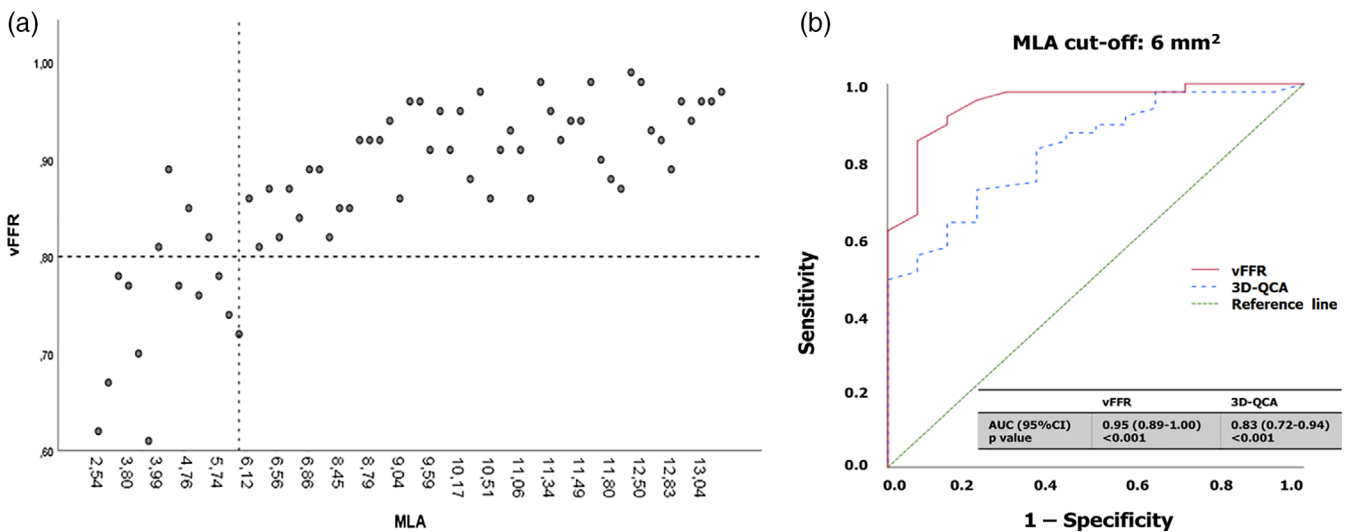 (a)
1,00
,90
,80
,70
,60
vFFR
2,54
3,80
3,99
4,76
5,74
6,12
6,56
6,86
8,45
8,79
9,04
9,59
10,17
10,51
11,06
11,34
11,49
11,80
12,50
12,83
13,04
MLA
(b)
MLA cut-off: 6 mm²
1.0
0.8
0.6
0.4
0.2
0.0
Sensitivity
vFFR
3D-QCA
Reference line
vFFR 3D-QCA
AUC (95%CI) 0.95 (0.89-1.00) 0.83 (0.72-0.94)
p value <0.001 <0.001
0.0 0.2 0.4 0.6 0.8 1.0
1 – Specificity